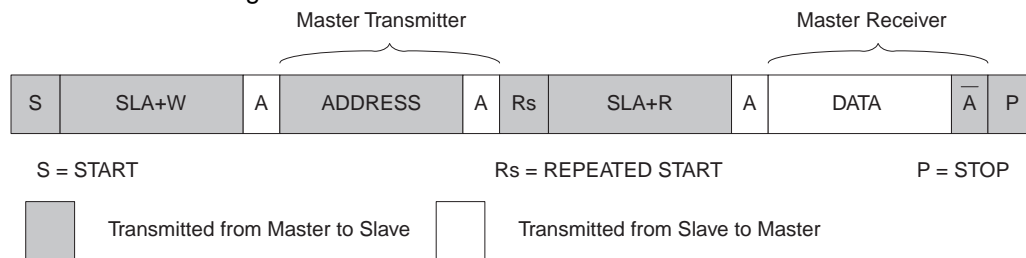 Master Transmitter Master Receiver
S SLA+W A ADDRESS A Rs SLA+R A DATA A̅ P
S = START Rs = REPEATED START P = STOP
Transmitted from Master to Slave Transmitted from Slave to Master